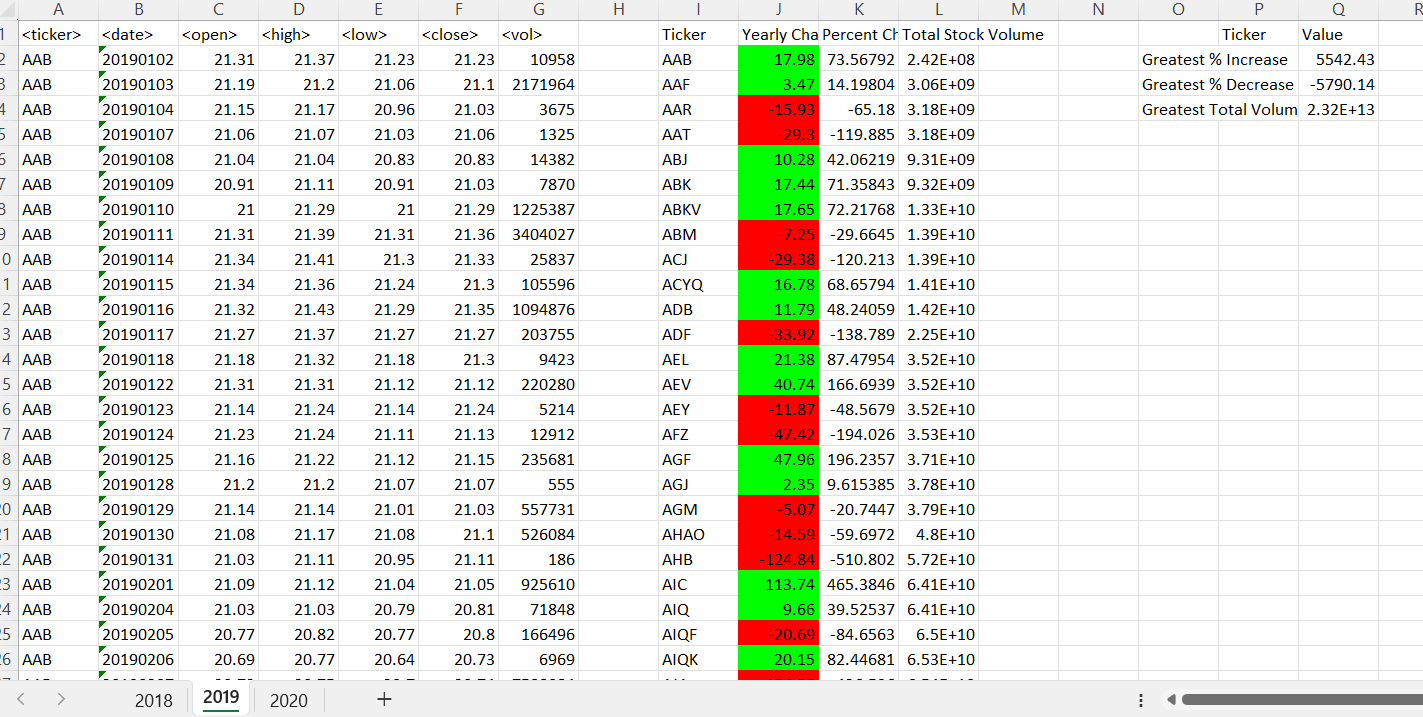 A B C D E F G H I J K L M N O P Q R
1 <ticker> <date> <open> <high> <low> <close> <vol> Ticker Yearly Cha Percent Ch Total Stock Volume Ticker Value
2 AAB 20190102 21.31 21.37 21.23 21.23 10958 AAB 17.98 73.56792 2.42E+08 Greatest % Increase 5542.43
3 AAB 20190103 21.19 21.2 21.06 21.1 2171964 AAF 3.47 14.19804 3.06E+09 Greatest % Decrease -5790.14
4 AAB 20190104 21.15 21.17 20.96 21.03 3675 AAR -15.93 -65.18 3.18E+09 Greatest Total Volum 2.32E+13
5 AAB 20190107 21.06 21.07 21.03 21.06 1325 AAT -29.3 -119.885 3.18E+09
6 AAB 20190108 21.04 21.04 20.83 20.83 14382 ABJ 10.28 42.06219 9.31E+09
7 AAB 20190109 20.91 21.11 20.91 21.03 7870 ABK 17.44 71.35843 9.32E+09
8 AAB 20190110 21 21.29 21 21.29 1225387 ABKV 17.65 72.21768 1.33E+10
9 AAB 20190111 21.31 21.39 21.31 21.36 3404027 ABM -7.25 -29.6645 1.39E+10
0 AAB 20190114 21.34 21.41 21.3 21.33 25837 ACJ -29.38 -120.213 1.39E+10
1 AAB 20190115 21.34 21.36 21.24 21.3 105596 ACYQ 16.78 68.65794 1.41E+10
2 AAB 20190116 21.32 21.43 21.29 21.35 1094876 ADB 11.79 48.24059 1.42E+10
3 AAB 20190117 21.27 21.37 21.27 21.27 203755 ADF -33.92 -138.789 2.25E+10
4 AAB 20190118 21.18 21.32 21.18 21.3 9423 AEL 21.38 87.47954 3.52E+10
5 AAB 20190122 21.31 21.31 21.12 21.12 220280 AEV 40.74 166.6939 3.52E+10
6 AAB 20190123 21.14 21.24 21.14 21.24 5214 AEY -11.87 -48.5679 3.52E+10
7 AAB 20190124 21.23 21.24 21.11 21.13 12912 AFZ -47.42 -194.026 3.53E+10
8 AAB 20190125 21.16 21.22 21.12 21.15 235681 AGF 47.96 196.2357 3.71E+10
9 AAB 20190128 21.2 21.2 21.07 21.07 555 AGJ 2.35 9.615385 3.78E+10
20 AAB 20190129 21.14 21.14 21.01 21.03 557731 AGM -5.07 -20.7447 3.79E+10
21 AAB 20190130 21.08 21.17 21.08 21.1 526084 AHAO -14.59 -59.6972 4.8E+10
22 AAB 20190131 21.03 21.11 20.95 21.11 186 AHB -124.84 -510.802 5.72E+10
23 AAB 20190201 21.09 21.12 21.04 21.05 925610 AIC 113.74 465.3846 6.41E+10
24 AAB 20190204 21.03 21.03 20.79 20.81 71848 AIQ 9.66 39.52537 6.41E+10
25 AAB 20190205 20.77 20.82 20.77 20.8 166496 AIQF -20.69 -84.6563 6.5E+10
26 AAB 20190206 20.69 20.77 20.64 20.73 6969 AIQK 20.15 82.44681 6.53E+10
2018 2019 2020 +